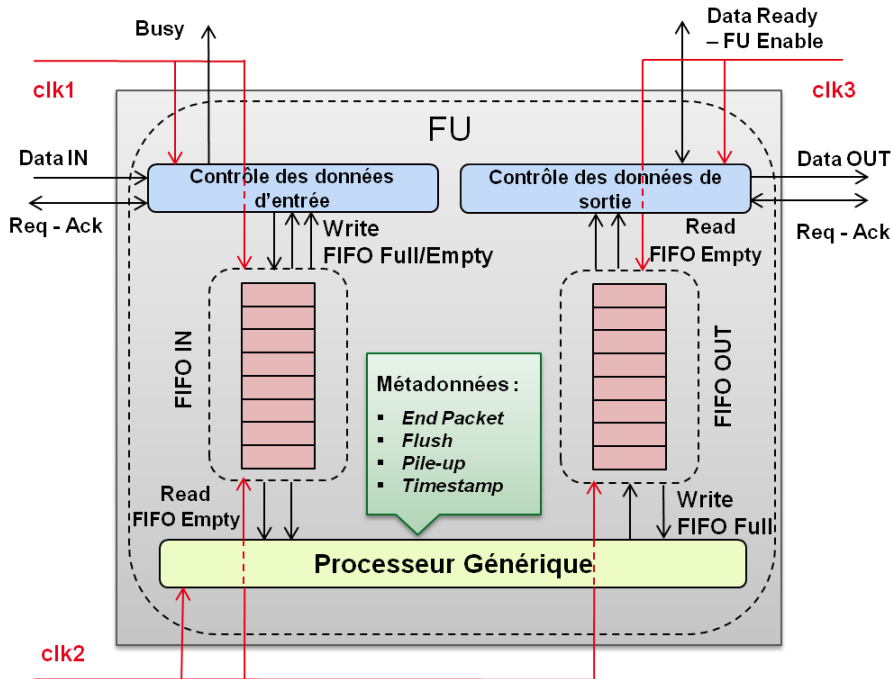 Busy
Data Ready
– FU Enable
clk1
clk3
FU
Data IN
Contrôle des données
d'entrée
Contrôle des données de
sortie
Data OUT
Req - Ack
Req - Ack
Write
FIFO Full/Empty
Read
FIFO Empty
FIFO IN
FIFO OUT
Métadonnées :
▪ End Packet
▪ Flush
▪ Pile-up
▪ Timestamp
Read
FIFO Empty
Write
FIFO Full
Processeur Générique
clk2